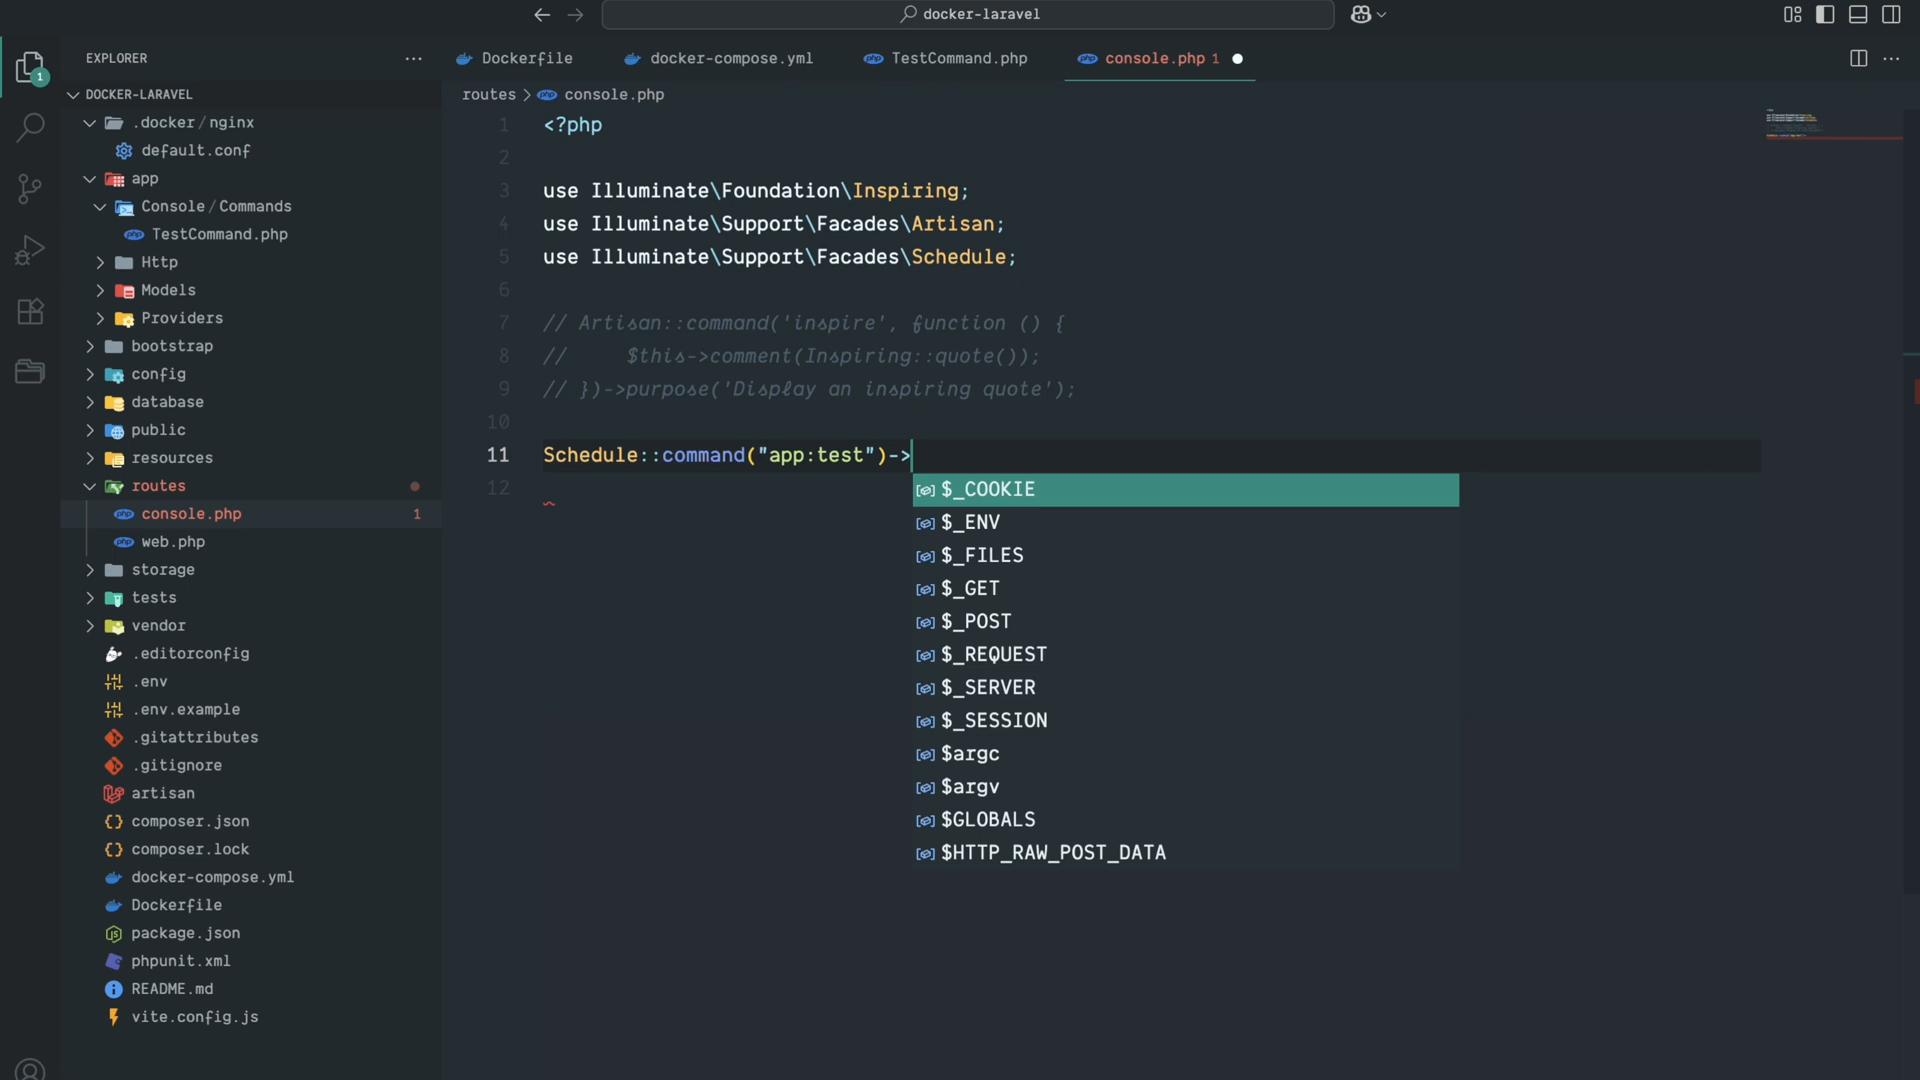 docker-laravel
EXPLORER
Dockerfile
docker-compose.yml
TestCommand.php
console.php 1
1
DOCKER-LARAVEL
routes > console.php
.docker / nginx
default.conf
app
Console / Commands
TestCommand.php
Http
Models
Providers
bootstrap
config
database
public
resources
routes
console.php 1
web.php
storage
tests
vendor
.editorconfig
.env
.env.example
.gitattributes
.gitignore
artisan
composer.json
composer.lock
docker-compose.yml
Dockerfile
package.json
phpunit.xml
README.md
vite.config.js
1 <?php
2
3 use Illuminate\Foundation\Inspiring;
4 use Illuminate\Support\Facades\Artisan;
5 use Illuminate\Support\Facades\Schedule;
6
7 // Artisan::command('inspire', function () {
8 //     $this->comment(Inspiring::quote());
9 // })->purpose('Display an inspiring quote');
10
11 Schedule::command("app:test")->
12
$_COOKIE
$_ENV
$_FILES
$_GET
$_POST
$_REQUEST
$_SERVER
$_SESSION
$argc
$argv
$GLOBALS
$HTTP_RAW_POST_DATA